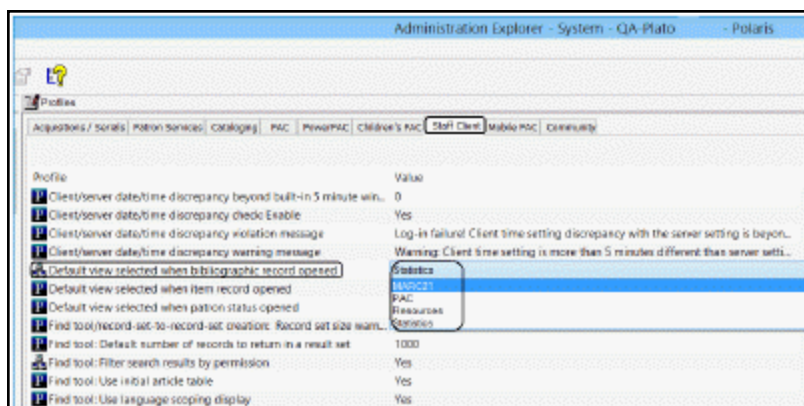 Administration Explorer - System - QA-Plato - Polaris
Profiles
Acquisitions / Serials Patron Services Cataloging PAC PowerPAC Children's PAC Staff Client Mobile PAC Community
Profile Value
Client/server date/time discrepancy beyond built-in 5 minute win... 0
Client/server date/time discrepancy check: Enable Yes
Client/server date/time discrepancy violation message Log-in failure! Client time setting discrepancy with the server setting is beyon...
Client/server date/time discrepancy warning message Warning: Client time setting is more than 5 minutes different than server setti...
Default view selected when bibliographic record opened Statistics
Default view selected when item record opened MARC21
PAC
Default view selected when patron status opened Resources
Find tool/record-set-to-record-set creation: Record set size warn... Statistics
Find tool: Default number of records to return in a result set 1000
Find tool: Filter search results by permission Yes
Find tool: Use initial article table Yes
Find tool: Use language scoping display Yes